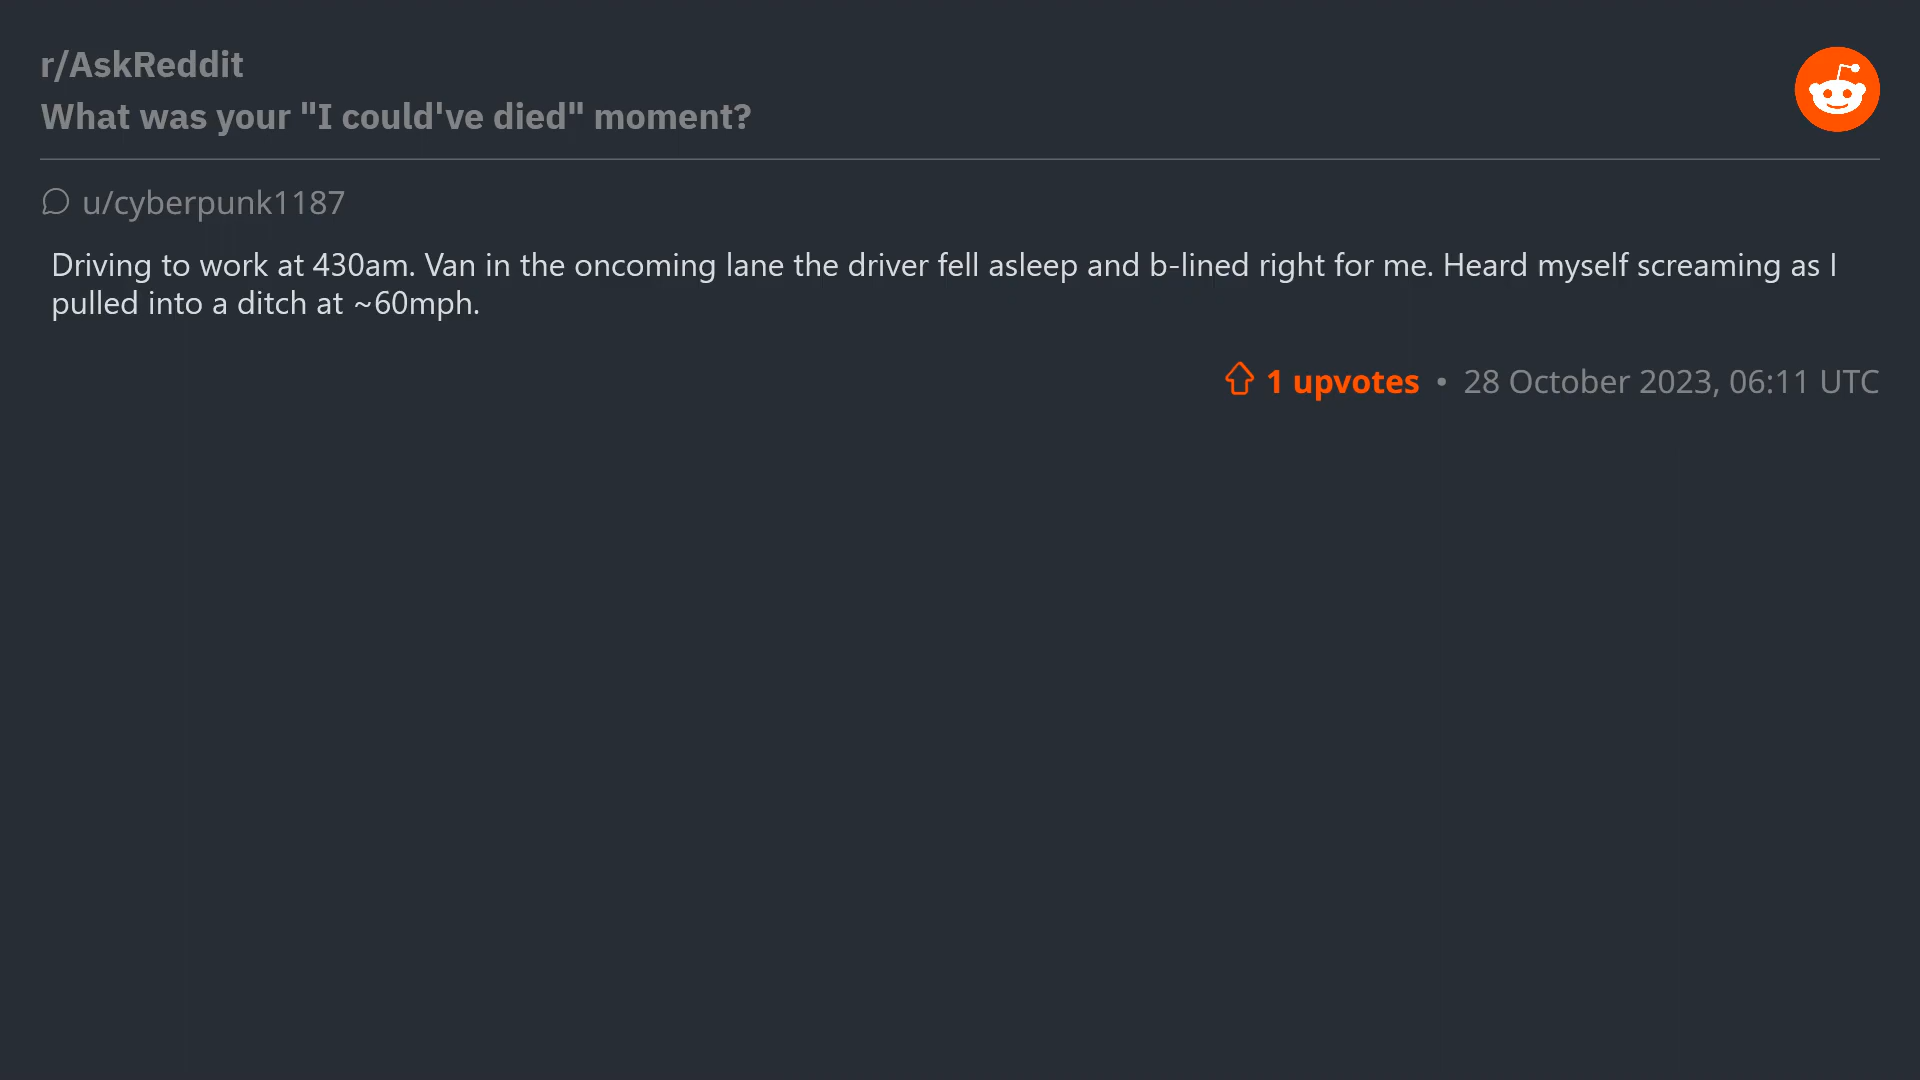 r/AskReddit
What was your "I could've died" moment?
u/cyberpunk1187
Driving to work at 430am. Van in the oncoming lane the driver fell asleep and b-lined right for me. Heard myself screaming as I
pulled into a ditch at ~60mph.
1 upvotes • 28 October 2023, 06:11 UTC